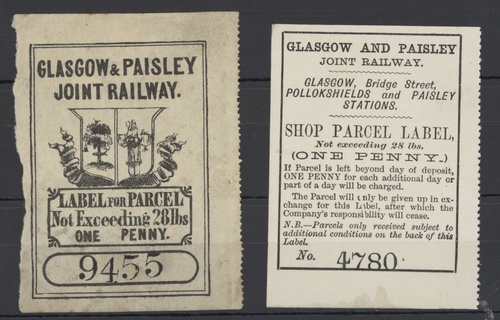 GLASGOW & PAISLEY
JOINT RAILWAY.
LABEL FOR PARCEL
Not Exceeding 28 lbs
ONE PENNY.
9455
GLASGOW AND PAISLEY
JOINT RAILWAY.
GLASGOW, Bridge Street,
POLLOKSHIELDS and PAISLEY
STATIONS.
SHOP PARCEL LABEL,
Not exceeding 28 lbs.
(ONE PENNY.)
If Parcel is left beyond day of deposit,
ONE PENNY for each additional day or
part of a day will be charged.
The Parcel will only be given up in ex-
change for this Label, after which the
Company's responsibility will cease.
N.B.—Parcels only received subject to
additional conditions on the back of this
Label.
No. 4780